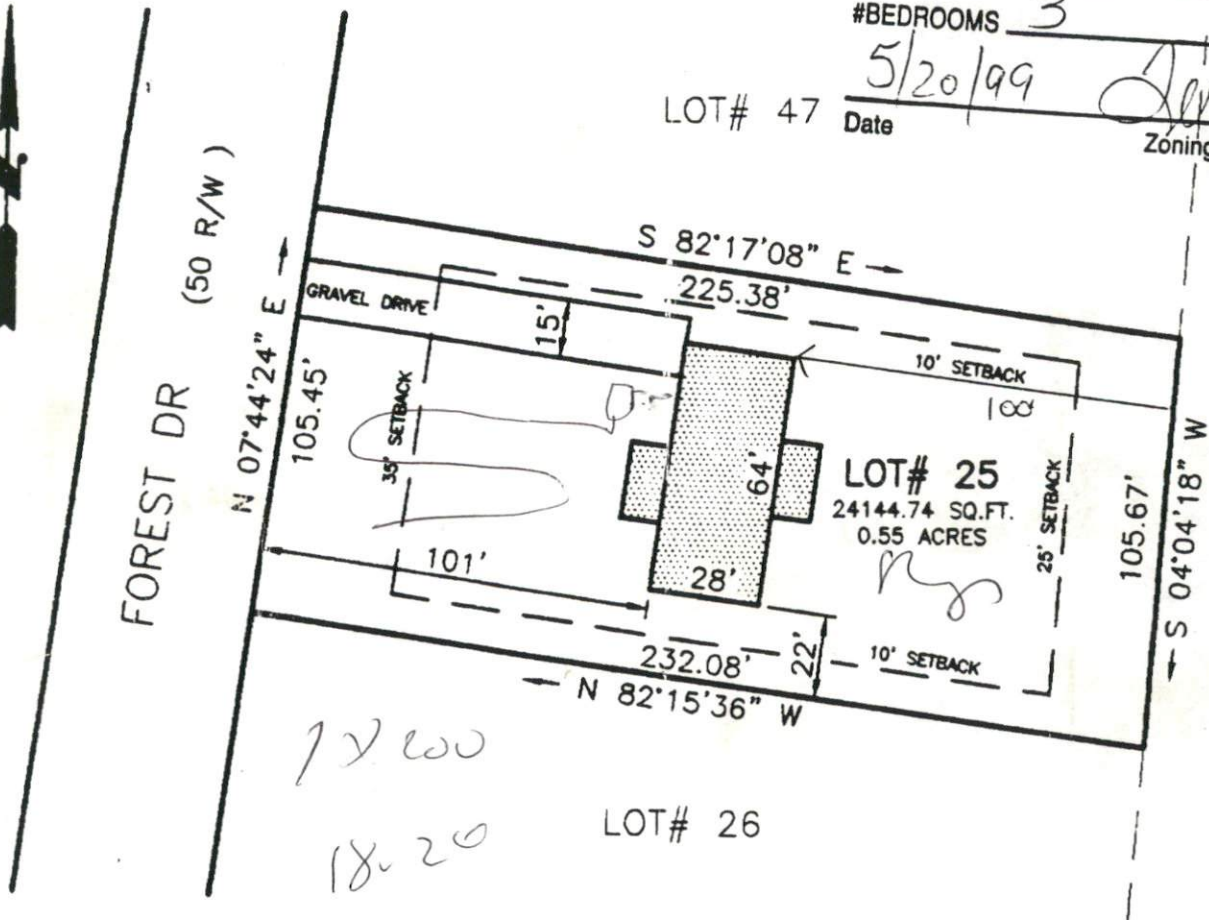 #BEDROOMS 3
5/20/99
LOT# 47
Date
Zoning
FOREST DR (50 R/W )
N 07°44'24" E
105.45'
S 82°17'08" E
225.38'
GRAVEL DRIVE
15'
35' SETBACK
10' SETBACK
100'
64'
LOT# 25
24144.74 SQ.FT.
0.55 ACRES
25' SETBACK
105.67'
S 04°04'18" W
101'
28'
22'
10' SETBACK
232.08'
N 82°15'36" W
200
18. 20
LOT# 26